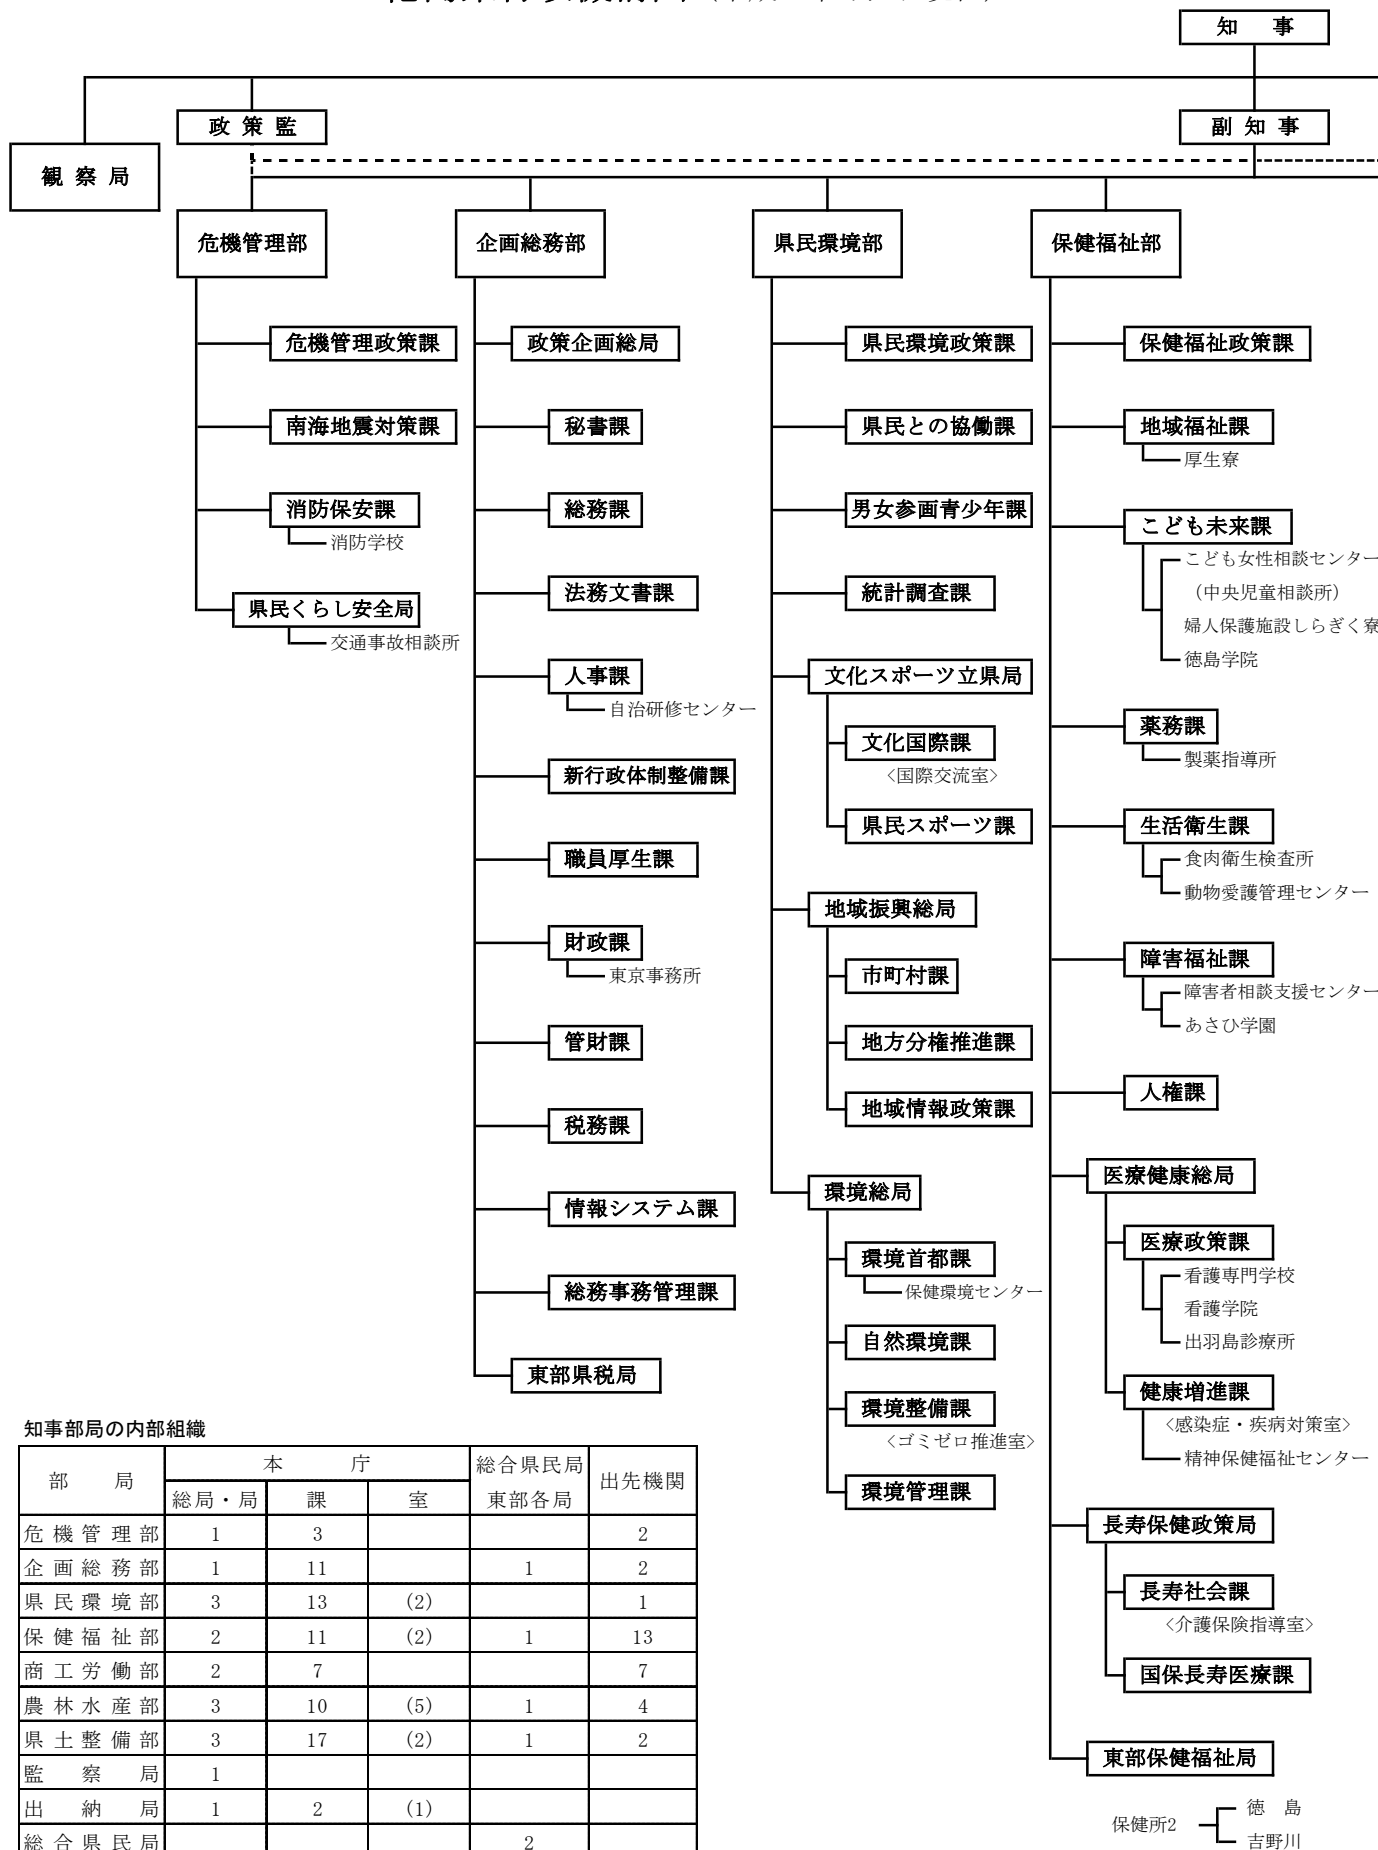 知 事
政 策 監
副 知 事
観 察 局
危機管理部
企画総務部
県民環境部
保健福祉部
危機管理政策課
南海地震対策課
消防保安課
消防学校
県民くらし安全局
交通事故相談所
政策企画総局
秘書課
総務課
法務文書課
人事課
自治研修センター
新行政体制整備課
職員厚生課
財政課
東京事務所
管財課
税務課
情報システム課
総務事務管理課
東部県税局
県民環境政策課
県民との協働課
男女参画青少年課
統計調査課
文化スポーツ立県局
文化国際課
〈国際交流室〉
県民スポーツ課
地域振興総局
市町村課
地方分権推進課
地域情報政策課
環境総局
環境首都課
保健環境センター
自然環境課
環境整備課
〈ゴミゼロ推進室〉
環境管理課
保健福祉政策課
地域福祉課
厚生寮
こども未来課
こども女性相談センター
（中央児童相談所）
婦人保護施設しらぎく寮
徳島学院
薬務課
製薬指導所
生活衛生課
食肉衛生検査所
動物愛護管理センター
障害福祉課
障害者相談支援センター
あさひ学園
人権課
医療健康総局
医療政策課
看護専門学校
看護学院
出羽島診療所
健康増進課
〈感染症・疾病対策室〉
精神保健福祉センター
長寿保健政策局
長寿社会課
〈介護保険指導室〉
国保長寿医療課
東部保健福祉局
保健所2
徳 島
吉野川
知事部局の内部組織
部 局 本 庁 総合県民局 出先機関
総局・局 課 室 東部各局
危機管理部 1 3 2
企画総務部 1 11 1 2
県民環境部 3 13 (2) 1
保健福祉部 2 11 (2) 1 13
商工労働部 2 7 7
農林水産部 3 10 (5) 1 4
県土整備部 3 17 (2) 1 2
監察局 1
出納局 1 2 (1)
総合県民局 2